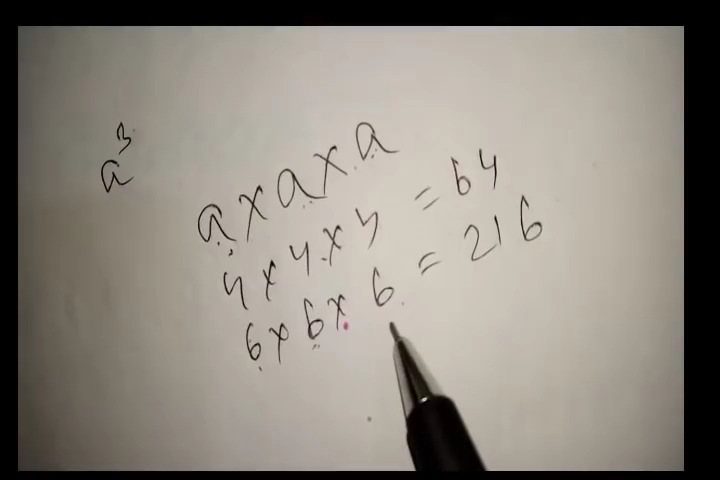 a³
a × a × a
4 × 4 × 4 = 64
6 × 6 × 6 = 216